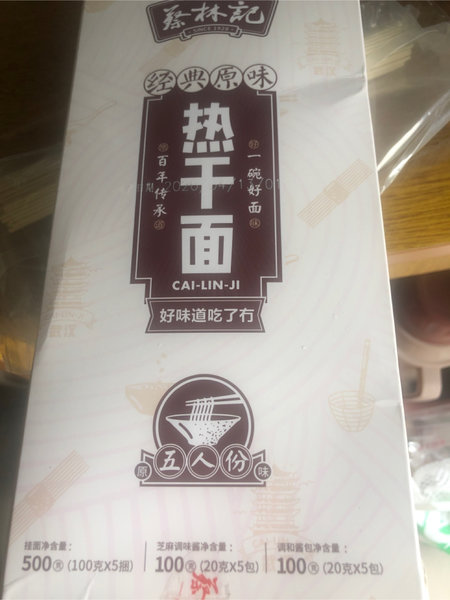 蔡林記
SINCE 1928
经典原味
热干面
百年传承
一碗好面
CAI-LIN-JI
好味道吃了冇
五人份
原
味
挂面净含量：
500克 (100克X5捆)
芝麻调味酱净含量：
100克 (20克X5包)
调和酱包净含量：
100克 (20克X5包)